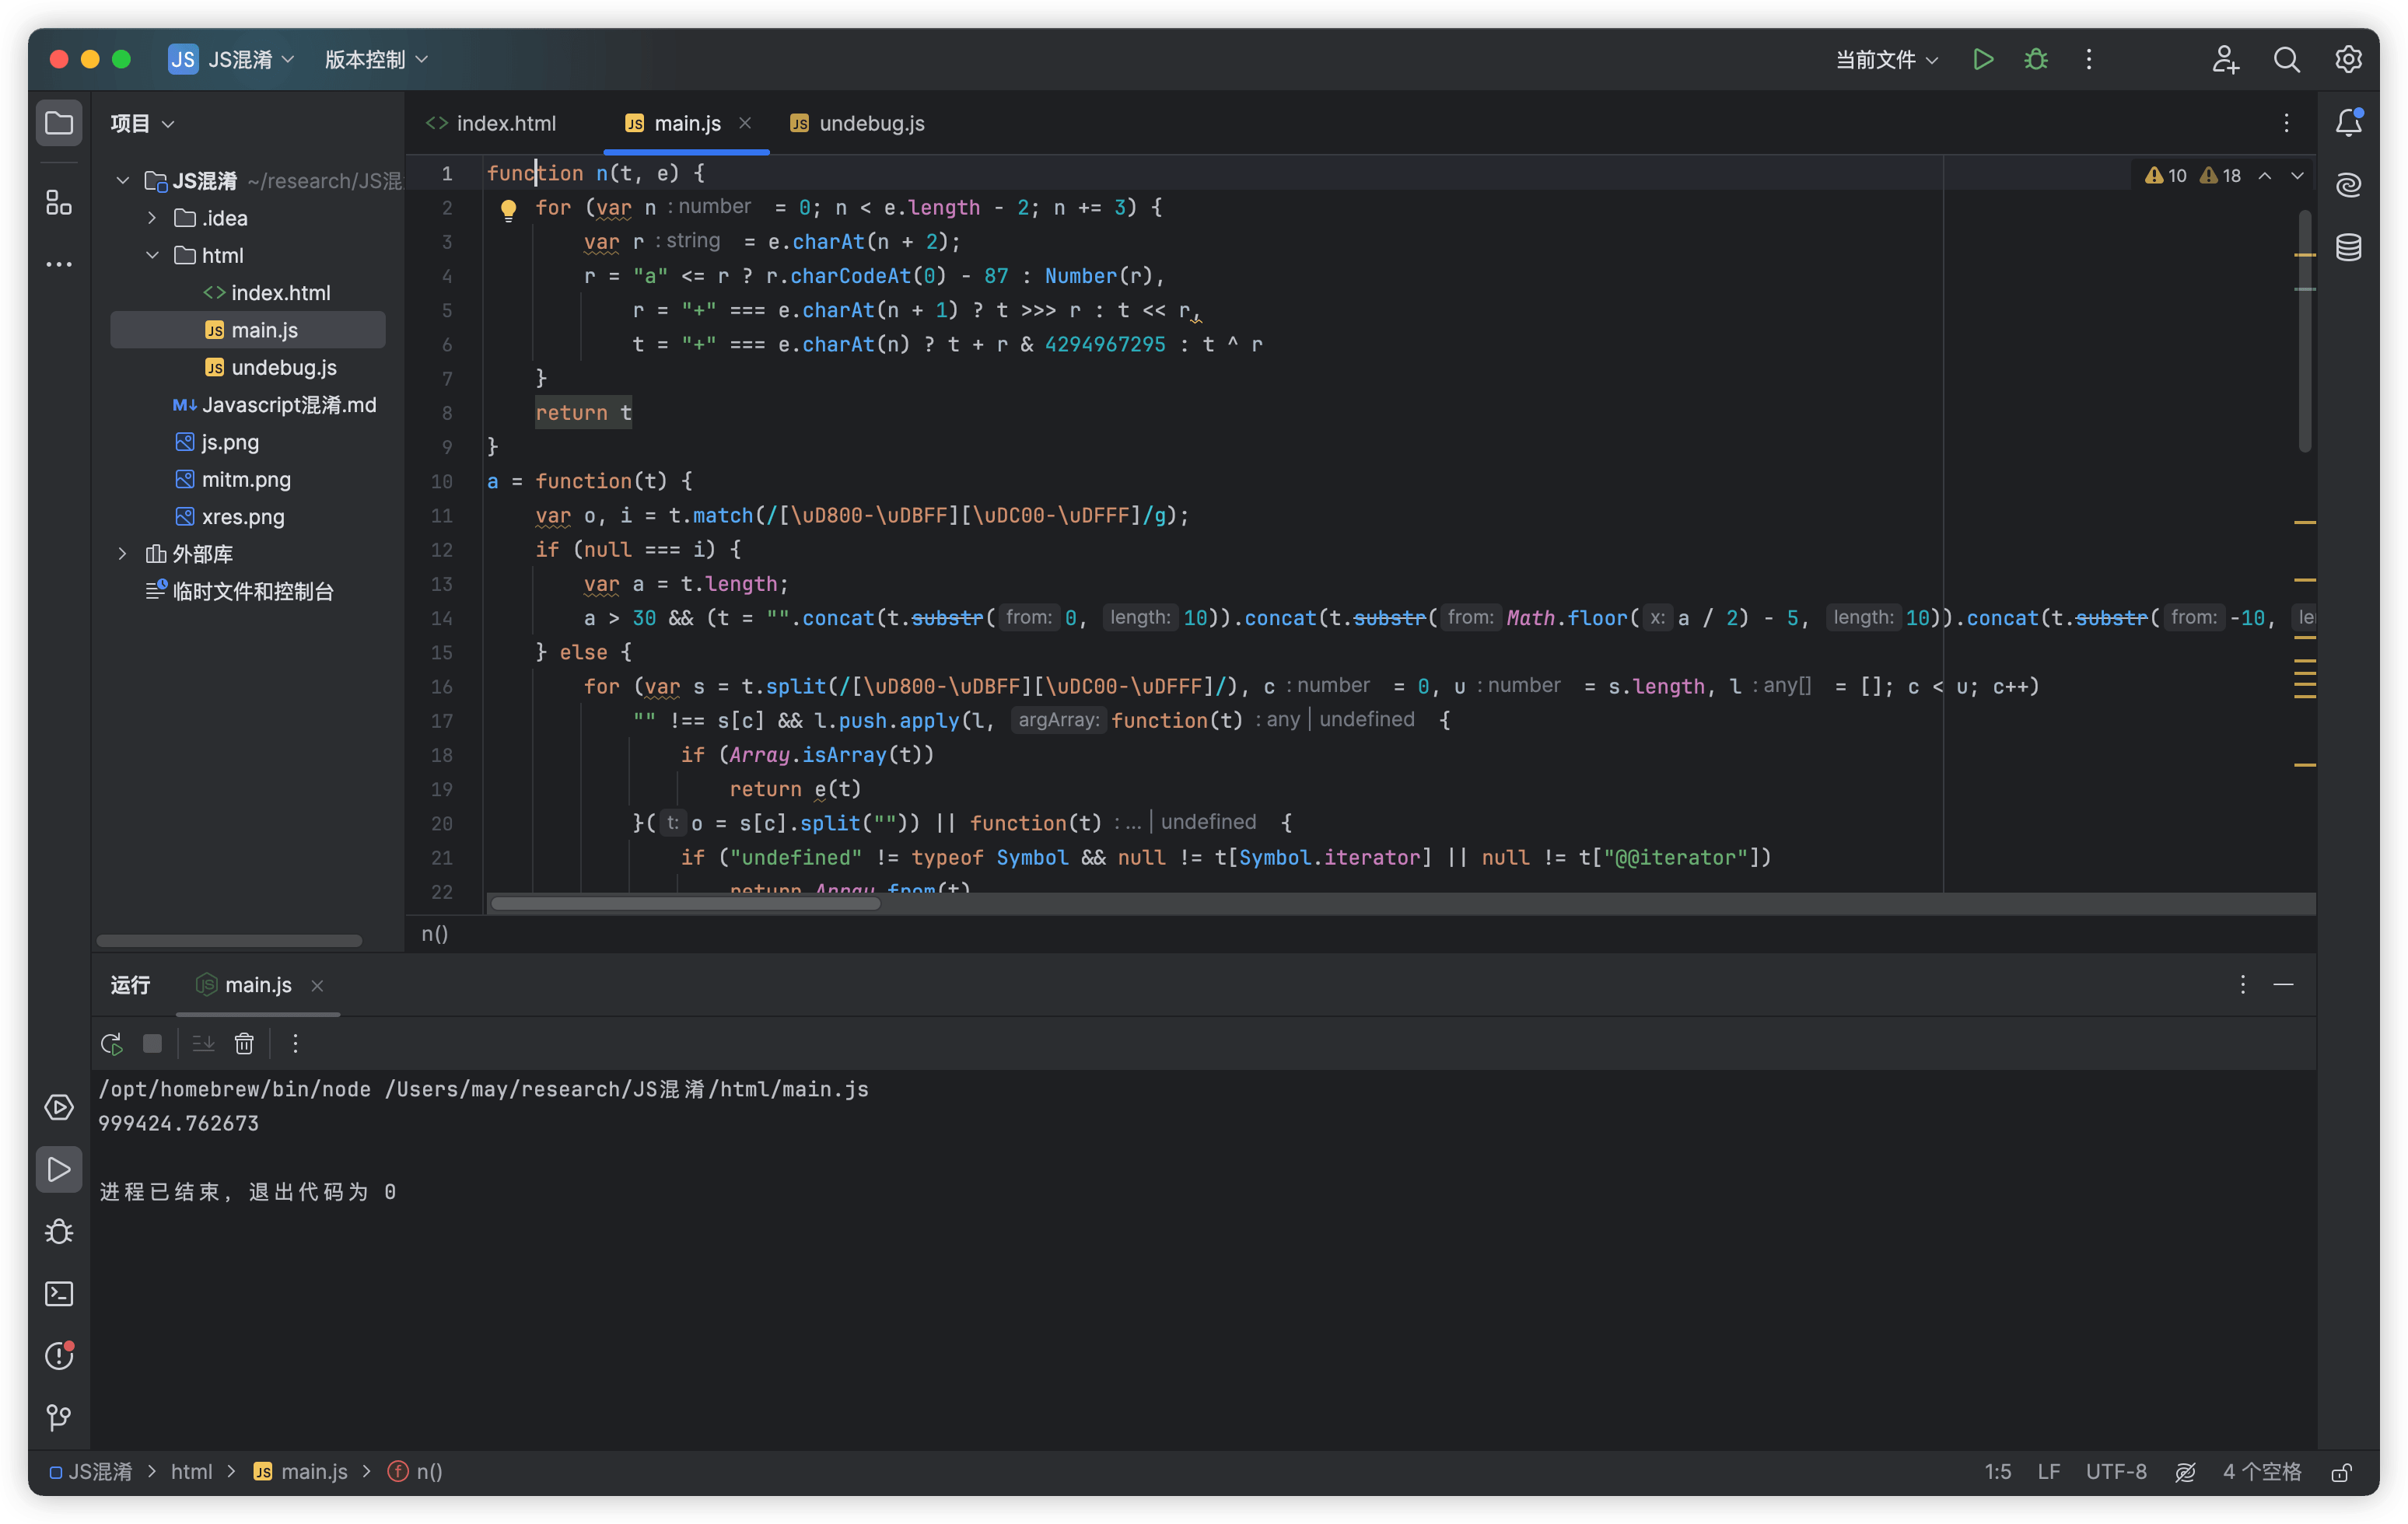 JS JS混淆 版本控制 当前文件
项目
JS混淆 ~/research/JS混
.idea
html
index.html
main.js
undebug.js
Javascript混淆.md
js.png
mitm.png
xres.png
外部库
临时文件和控制台
index.html main.js undebug.js
10 18
1 function n(t, e) {
2 for (var n : number = 0; n < e.length - 2; n += 3) {
3 var r : string = e.charAt(n + 2);
4 r = "a" <= r ? r.charCodeAt(0) - 87 : Number(r),
5 r = "+" === e.charAt(n + 1) ? t >>> r : t << r,
6 t = "+" === e.charAt(n) ? t + r & 4294967295 : t ^ r
7 }
8 return t
9 }
10 a = function(t) {
11 var o, i = t.match(/[\uD800-\uDBFF][\uDC00-\uDFFF]/g);
12 if (null === i) {
13 var a = t.length;
14 a > 30 && (t = "".concat(t.substr( from: 0, length: 10)).concat(t.substr( from: Math.floor( x: a / 2) - 5, length: 10)).concat(t.substr( from: -10, le
15 } else {
16 for (var s = t.split(/[\uD800-\uDBFF][\uDC00-\uDFFF]/), c : number = 0, u : number = s.length, l : any[] = []; c < u; c++)
17 "" !== s[c] && l.push.apply(l, argArray: function(t) : any | undefined {
18 if (Array.isArray(t))
19 return e(t)
20 }( t: o = s[c].split("")) || function(t) : ... | undefined {
21 if ("undefined" != typeof Symbol && null != t[Symbol.iterator] || null != t["@@iterator"])
22 return Array.from(t)
n()
运行 main.js
/opt/homebrew/bin/node /Users/may/research/JS混淆/html/main.js
999424.762673
进程已结束，退出代码为 0
JS混淆 > html > main.js > n() 1:5 LF UTF-8 4 个空格